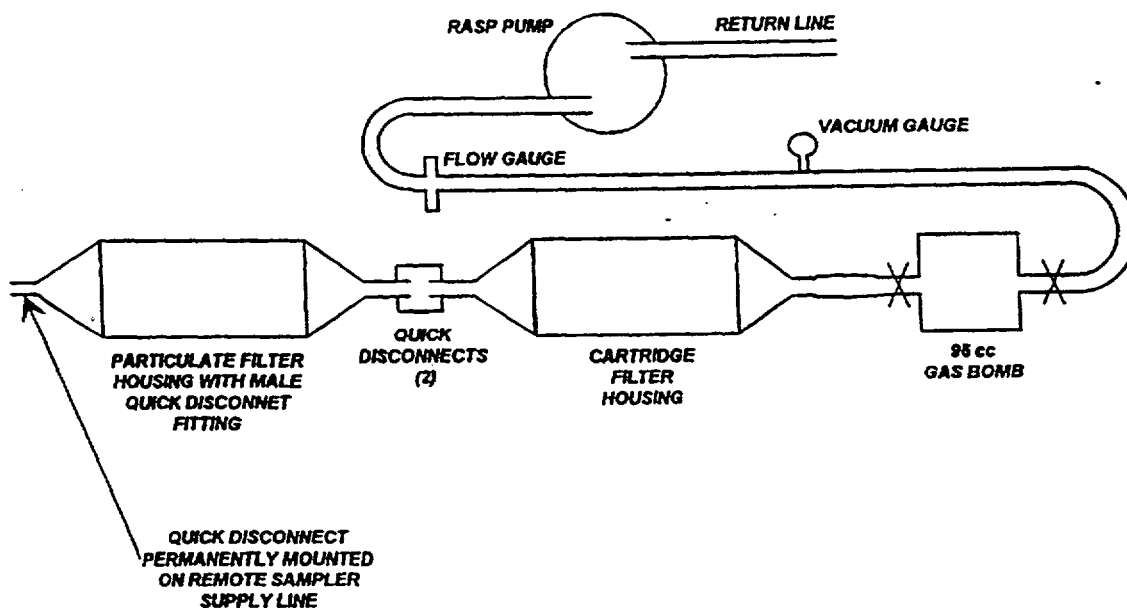 RASP PUMP
RETURN LINE
VACUUM GAUGE
FLOW GAUGE
PARTICULATE FILTER
HOUSING WITH MALE
QUICK DISCONNET
FITTING
QUICK
DISCONNECTS
(2)
CARTRIDGE
FILTER
HOUSING
95 cc
GAS BOMB
QUICK DISCONNECT
PERMANENTLY MOUNTED
ON REMOTE SAMPLER
SUPPLY LINE